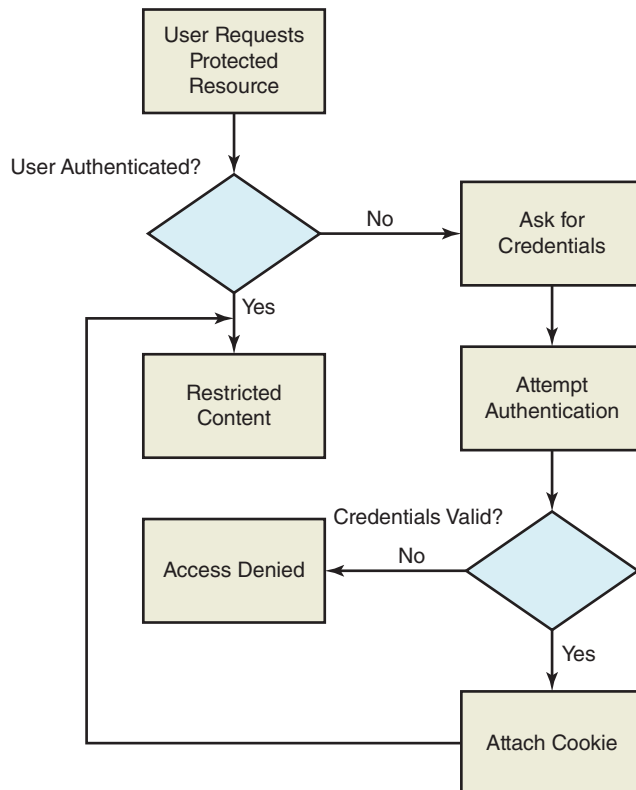 User Requests
Protected
Resource
User Authenticated?
No
Ask for
Credentials
Yes
Restricted
Content
Attempt
Authentication
Credentials Valid?
No
Access Denied
Yes
Attach Cookie